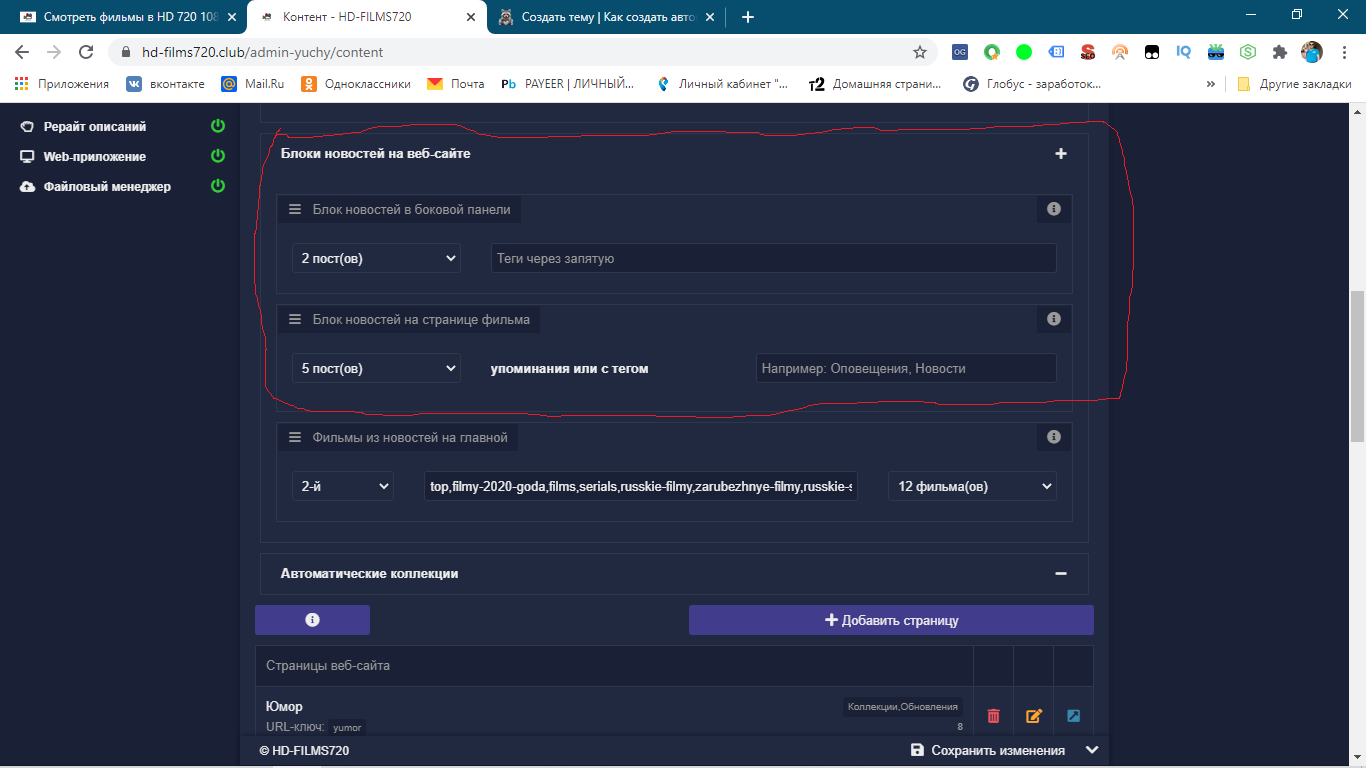 Смотреть фильмы в HD 720 108
Контент - HD-FILMS720
Создать тему | Как создать авто
hd-films720.club/admin-yuchy/content
Приложения
вконтакте
Mail.Ru
Одноклассники
Почта
PAYEER | ЛИЧНЫЙ...
Личный кабинет "...
Домашняя страни...
Глобус - заработок...
Другие закладки
Рерайт описаний
Web-приложение
Файловый менеджер
Блоки новостей на веб-сайте
Блок новостей в боковой панели
2 пост(ов)
Теги через запятую
Блок новостей на странице фильма
5 пост(ов)
упоминания или с тегом
Например: Оповещения, Новости
Фильмы из новостей на главной
2-й
top,filmy-2020-goda,films,serials,russkie-filmy,zarubezhnye-filmy,russkie-s
12 фильма(ов)
Автоматические коллекции
Добавить страницу
Страницы веб-сайта
Юмор
Коллекции,Обновления
URL-ключ: yumor
8
© HD-FILMS720
Сохранить изменения